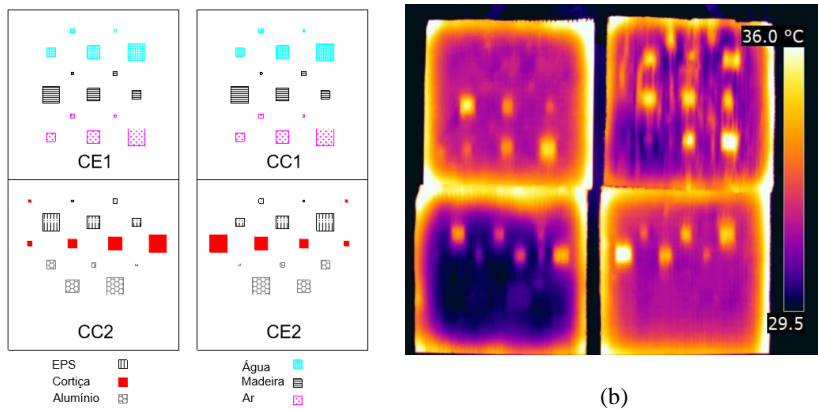 CE1
CC1
CC2
CE2
EPS
Cortiça
Alumínio
Água
Madeira
Ar
36.0 °C
29.5
(b)